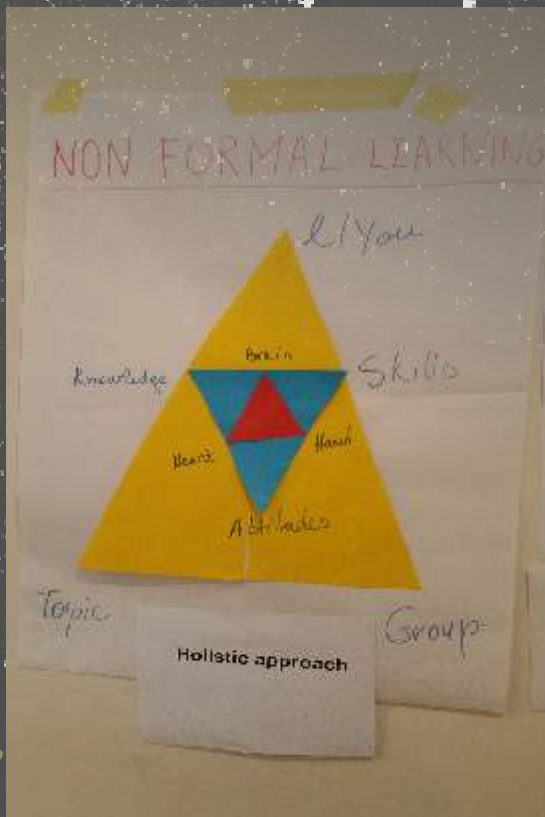 NON FORMAL LEARNING
I/You
Brain
Knowledge
Skills
Heart
Hand
Attitudes
Topic
Group
Holistic approach